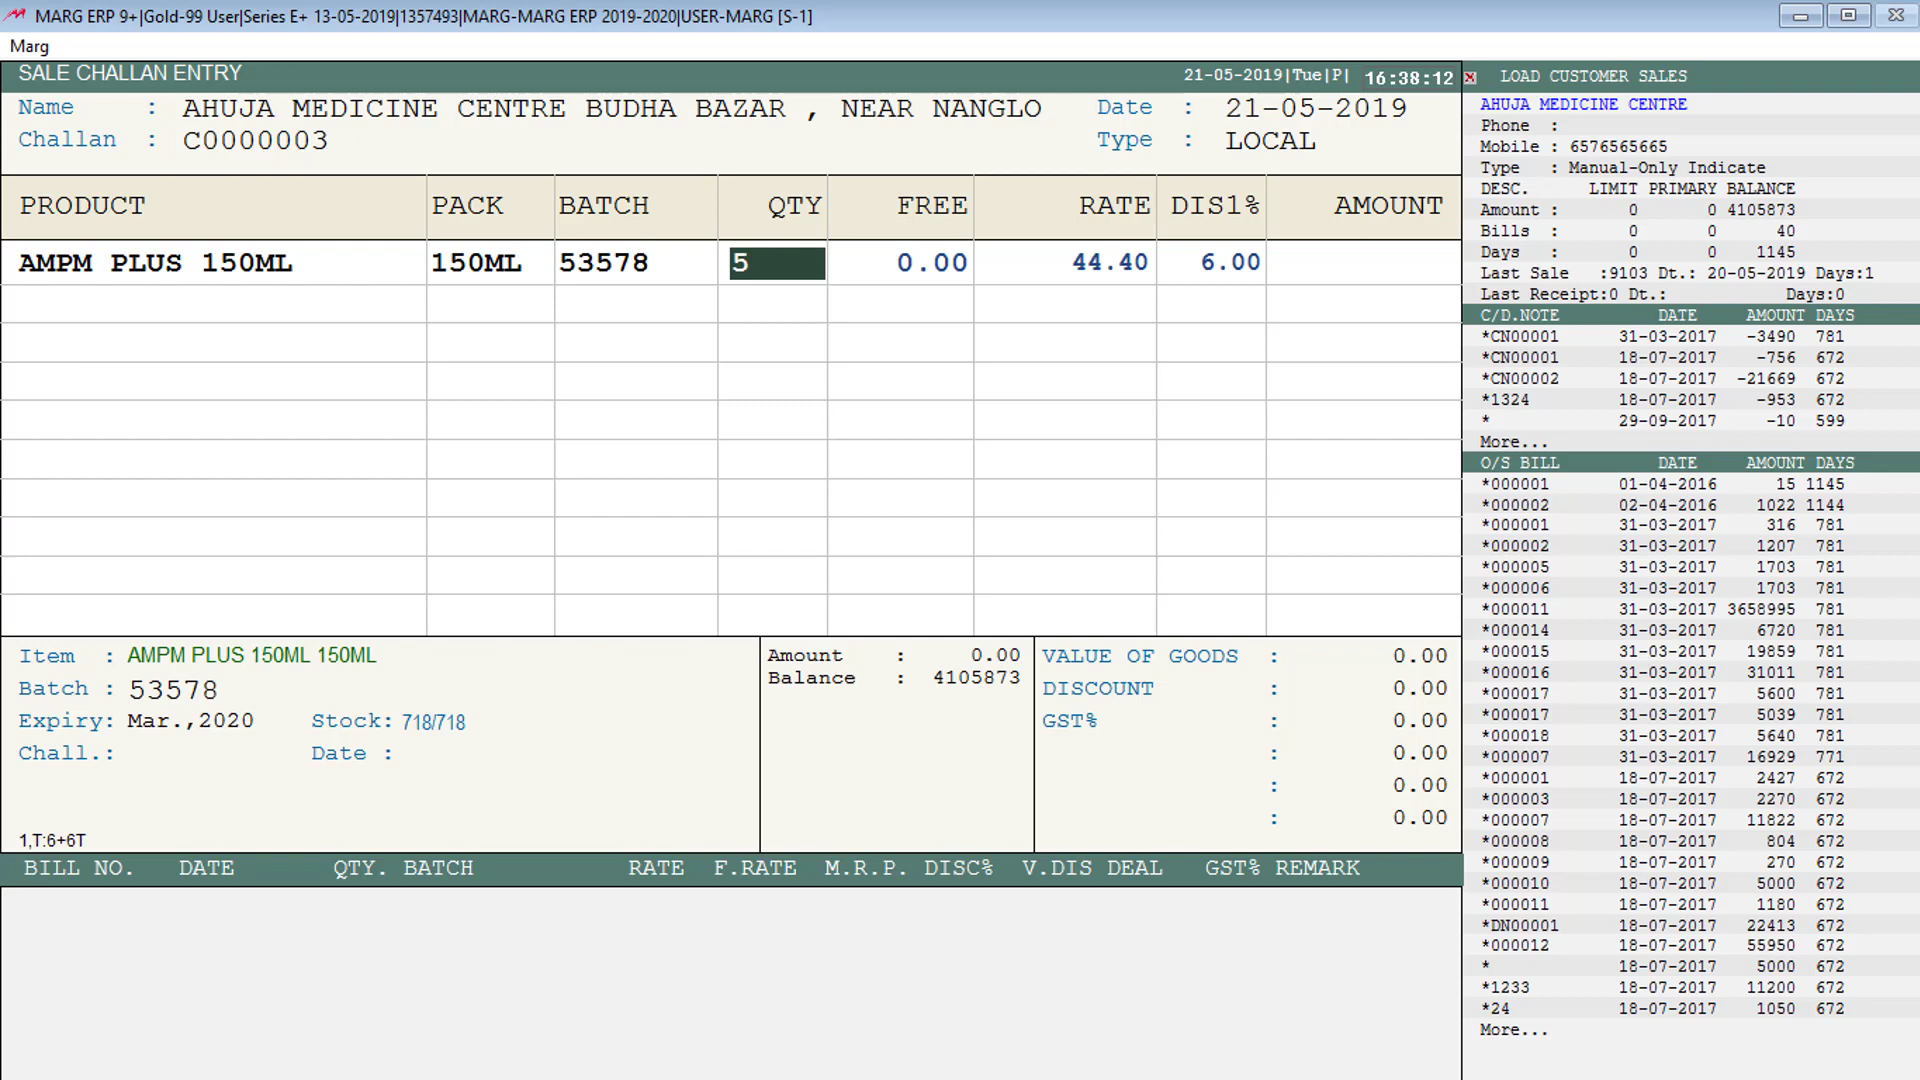 MARG ERP 9+|Gold-99 User|Series E+ 13-05-2019|1357493|MARG-MARG ERP 2019-2020|USER-MARG [S-1]
Marg
SALE CHALLAN ENTRY 21-05-2019|Tue|P| 16:38:12
Name : AHUJA MEDICINE CENTRE BUDHA BAZAR , NEAR NANGLO Date : 21-05-2019
Challan : C0000003 Type : LOCAL
PRODUCT PACK BATCH QTY FREE RATE DIS1% AMOUNT
AMPM PLUS 150ML 150ML 53578 5 0.00 44.40 6.00
Item : AMPM PLUS 150ML 150ML
Batch : 53578
Expiry: Mar.,2020 Stock: 718/718
Chall.: Date :
1,T:6+6T
Amount : 0.00
Balance : 4105873
VALUE OF GOODS : 0.00
DISCOUNT : 0.00
GST% : 0.00
: 0.00
: 0.00
: 0.00
BILL NO. DATE QTY. BATCH RATE F.RATE M.R.P. DISC% V.DIS DEAL GST% REMARK
LOAD CUSTOMER SALES
AHUJA MEDICINE CENTRE
Phone :
Mobile : 6576565665
Type : Manual-Only Indicate
DESC. LIMIT PRIMARY BALANCE
Amount : 0 0 4105873
Bills : 0 0 40
Days : 0 0 1145
Last Sale :9103 Dt.: 20-05-2019 Days:1
Last Receipt:0 Dt.: Days:0
C/D.NOTE DATE AMOUNT DAYS
*CN00001 31-03-2017 -3490 781
*CN00001 18-07-2017 -756 672
*CN00002 18-07-2017 -21669 672
*1324 18-07-2017 -953 672
* 29-09-2017 -10 599
More...
O/S BILL DATE AMOUNT DAYS
*000001 01-04-2016 15 1145
*000002 02-04-2016 1022 1144
*000001 31-03-2017 316 781
*000002 31-03-2017 1207 781
*000005 31-03-2017 1703 781
*000006 31-03-2017 1703 781
*000011 31-03-2017 3658995 781
*000014 31-03-2017 6720 781
*000015 31-03-2017 19859 781
*000016 31-03-2017 31011 781
*000017 31-03-2017 5600 781
*000017 31-03-2017 5039 781
*000018 31-03-2017 5640 781
*000007 31-03-2017 16929 771
*000001 18-07-2017 2427 672
*000003 18-07-2017 2270 672
*000007 18-07-2017 11822 672
*000008 18-07-2017 804 672
*000009 18-07-2017 270 672
*000010 18-07-2017 5000 672
*000011 18-07-2017 1180 672
*DN00001 18-07-2017 22413 672
*000012 18-07-2017 55950 672
* 18-07-2017 5000 672
*1233 18-07-2017 11200 672
*24 18-07-2017 1050 672
More...